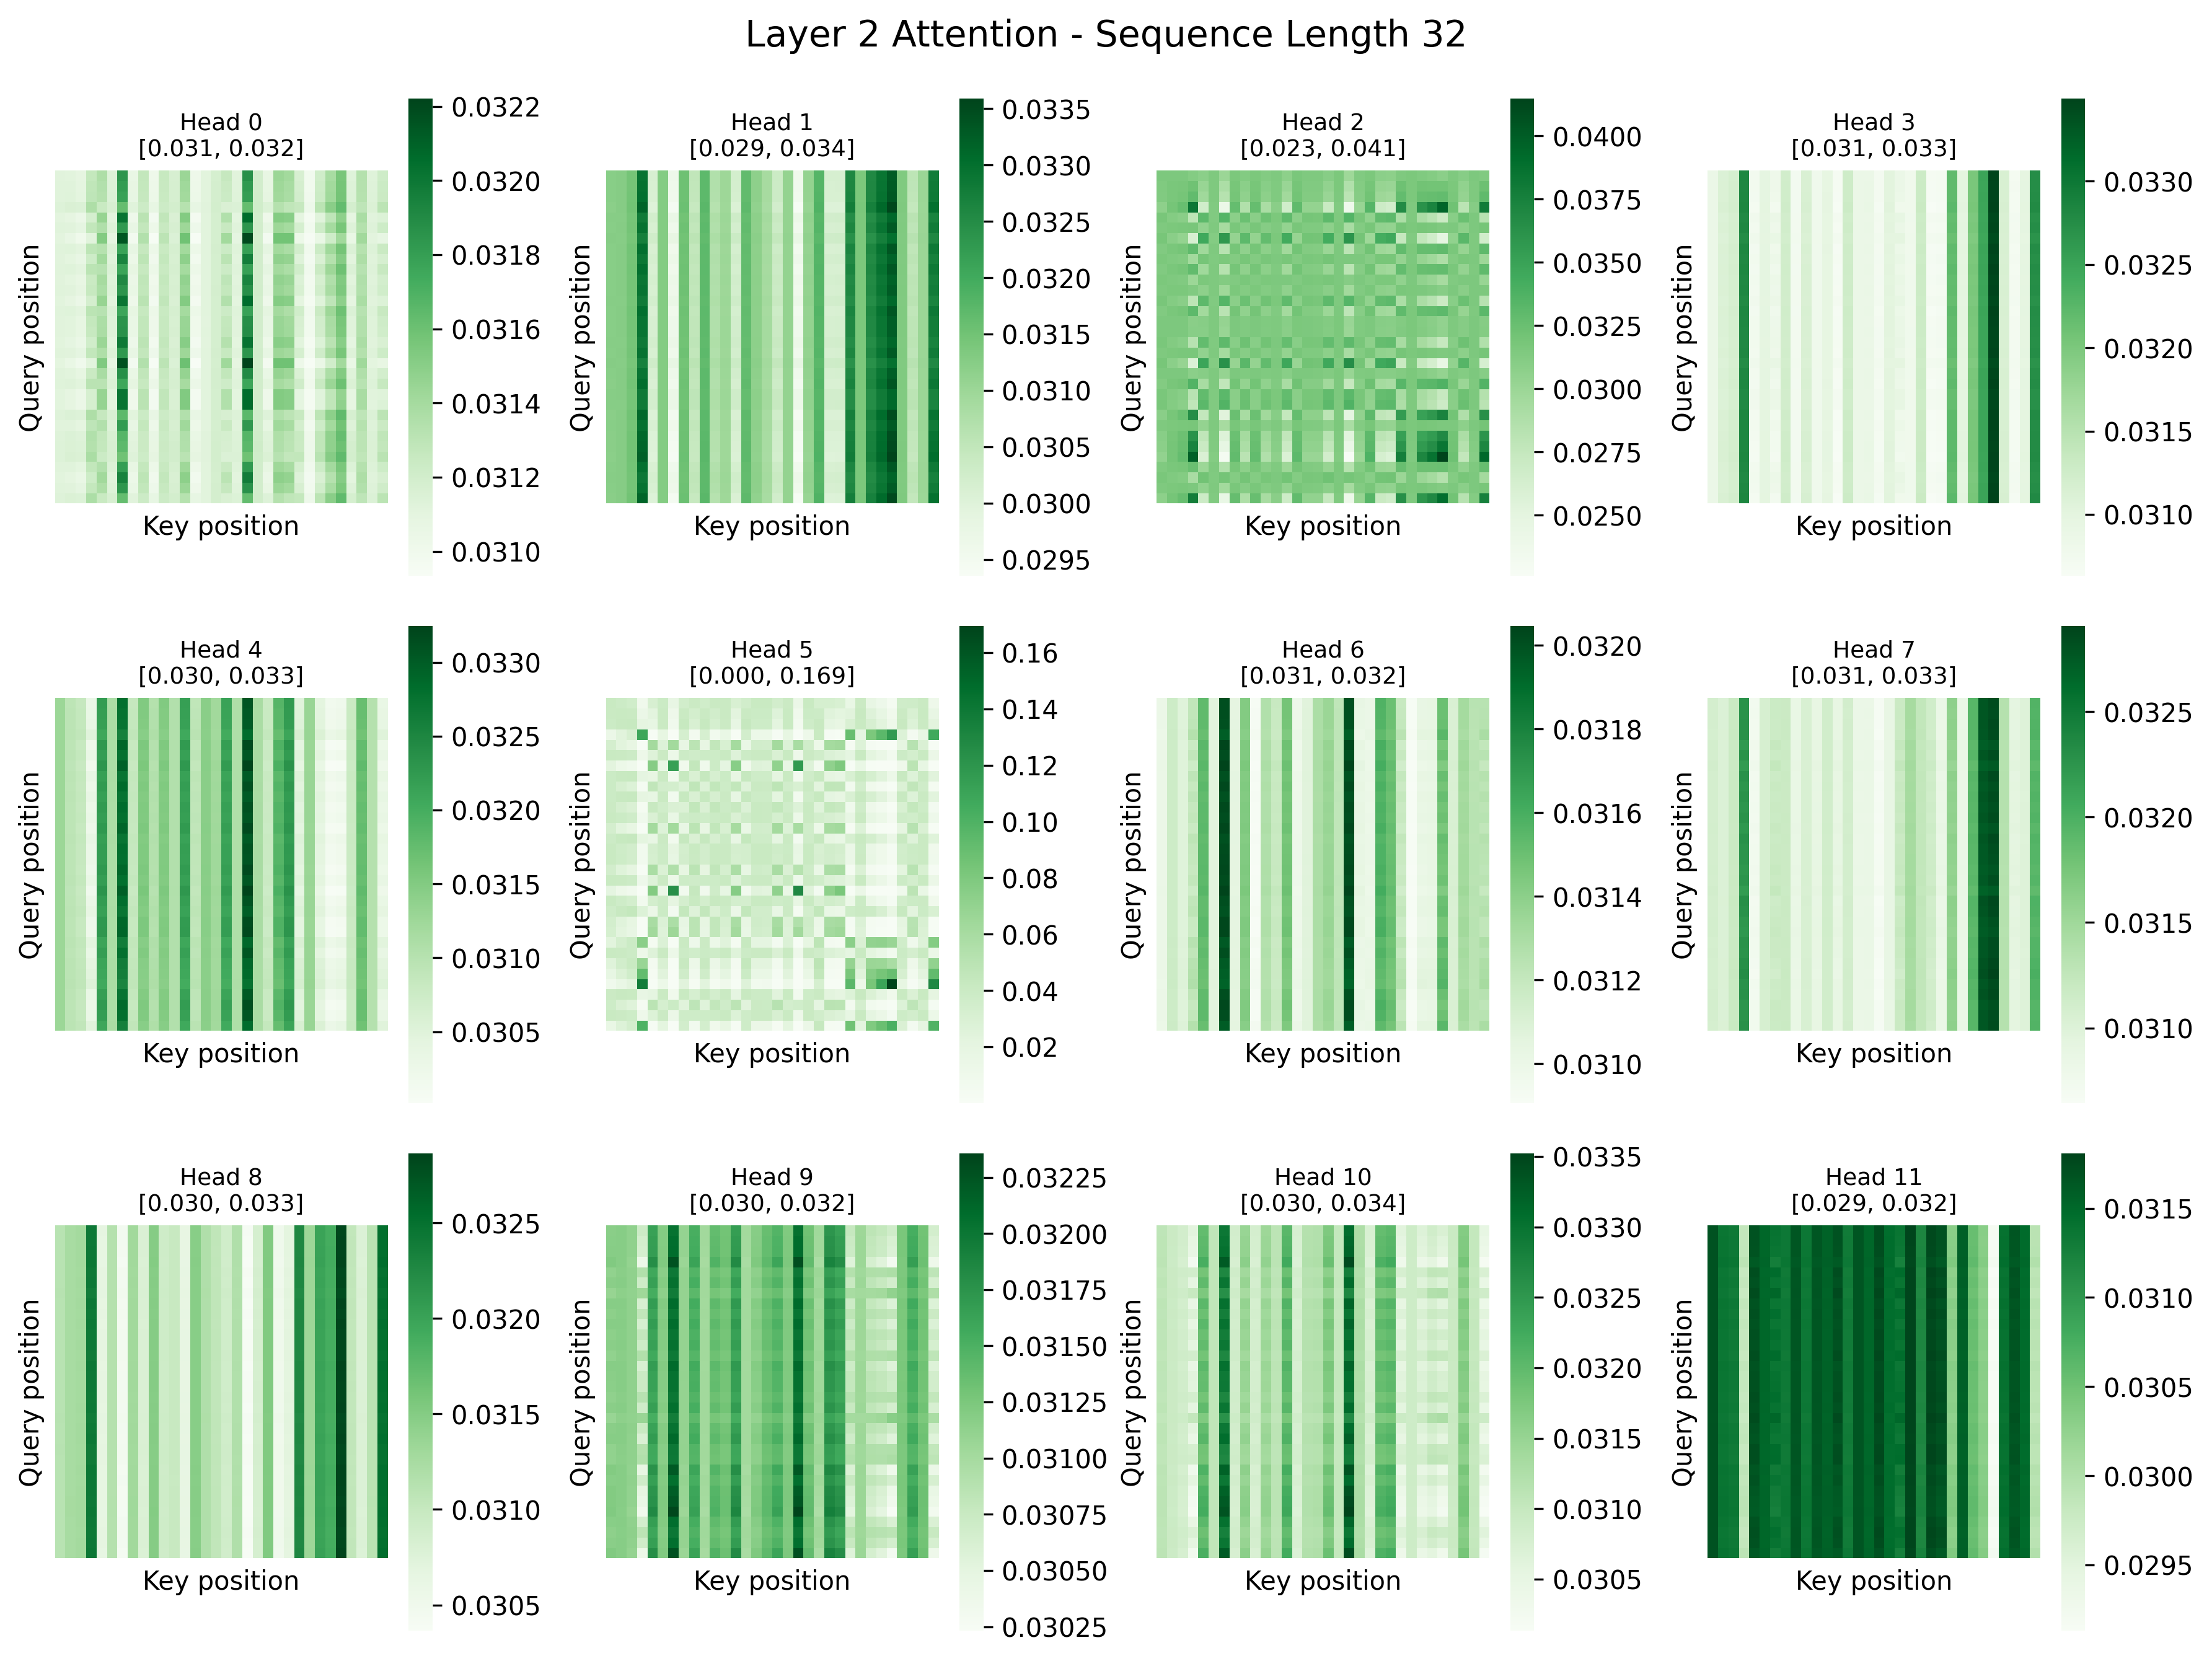 Layer 2 Attention - Sequence Length 32
Head 0
[0.031, 0.032]
Query position
Key position
0.0322
0.0320
0.0318
0.0316
0.0314
0.0312
0.0310
Head 1
[0.029, 0.034]
Query position
Key position
0.0335
0.0330
0.0325
0.0320
0.0315
0.0310
0.0305
0.0300
0.0295
Head 2
[0.023, 0.041]
Query position
Key position
0.0400
0.0375
0.0350
0.0325
0.0300
0.0275
0.0250
Head 3
[0.031, 0.033]
Query position
Key position
0.0330
0.0325
0.0320
0.0315
0.0310
Head 4
[0.030, 0.033]
Query position
Key position
0.0330
0.0325
0.0320
0.0315
0.0310
0.0305
Head 5
[0.000, 0.169]
Query position
Key position
0.16
0.14
0.12
0.10
0.08
0.06
0.04
0.02
Head 6
[0.031, 0.032]
Query position
Key position
0.0320
0.0318
0.0316
0.0314
0.0312
0.0310
Head 7
[0.031, 0.033]
Query position
Key position
0.0325
0.0320
0.0315
0.0310
Head 8
[0.030, 0.033]
Query position
Key position
0.0325
0.0320
0.0315
0.0310
0.0305
Head 9
[0.030, 0.032]
Query position
Key position
0.03225
0.03200
0.03175
0.03150
0.03125
0.03100
0.03075
0.03050
0.03025
Head 10
[0.030, 0.034]
Query position
Key position
0.0335
0.0330
0.0325
0.0320
0.0315
0.0310
0.0305
Head 11
[0.029, 0.032]
Query position
Key position
0.0315
0.0310
0.0305
0.0300
0.0295